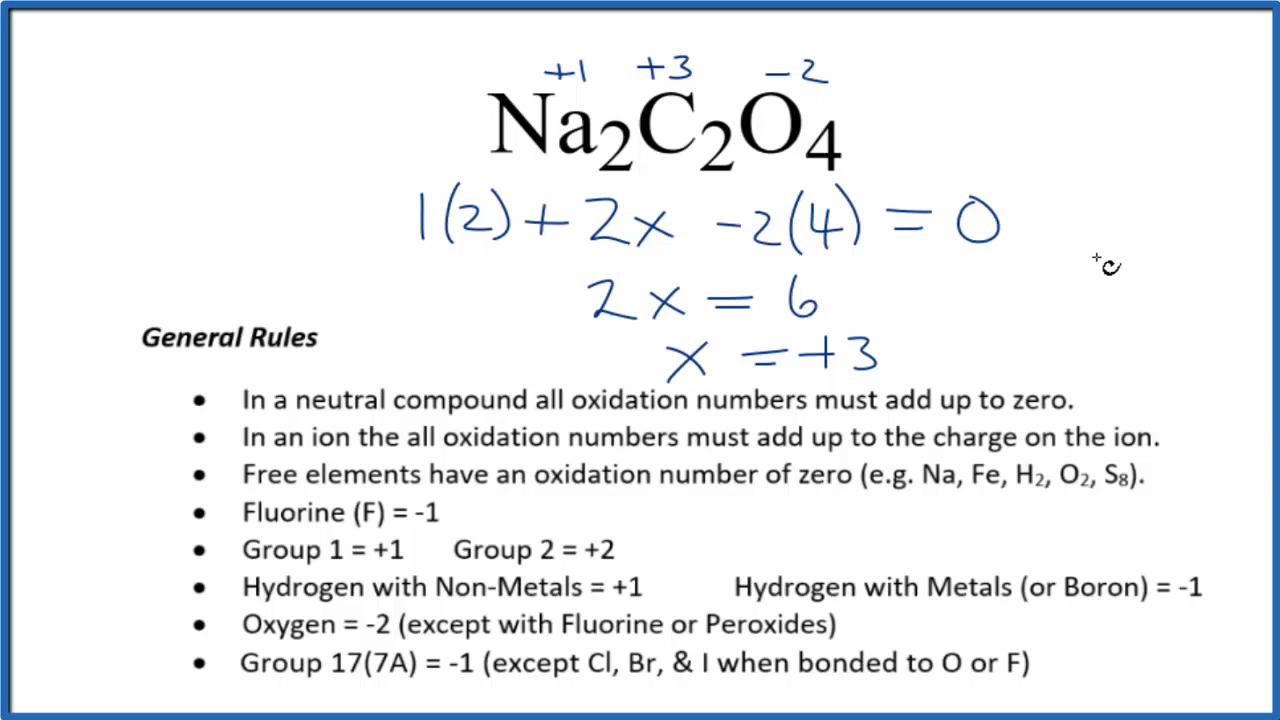 +1 +3 -2
Na₂C₂O₄
1(2) + 2x -2(4) = 0
2x = 6
General Rules
x = +3
• In a neutral compound all oxidation numbers must add up to zero.
• In an ion the all oxidation numbers must add up to the charge on the ion.
• Free elements have an oxidation number of zero (e.g. Na, Fe, H₂, O₂, S₈).
• Fluorine (F) = -1
• Group 1 = +1 Group 2 = +2
• Hydrogen with Non-Metals = +1 Hydrogen with Metals (or Boron) = -1
• Oxygen = -2 (except with Fluorine or Peroxides)
• Group 17(7A) = -1 (except Cl, Br, & I when bonded to O or F)